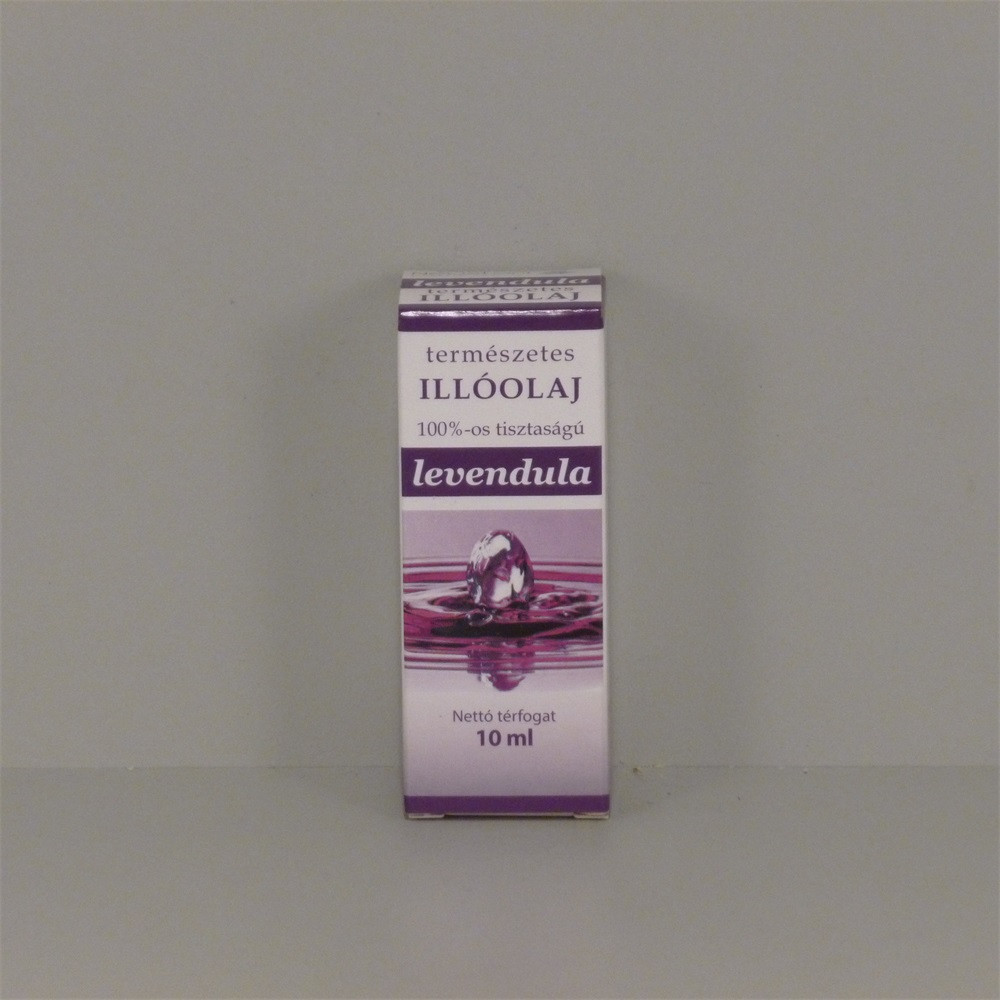 levendula
természetes
ILLÓOLAJ
természetes
ILLÓOLAJ
100%-os tisztaságú
levendula
Nettó térfogat
10 ml